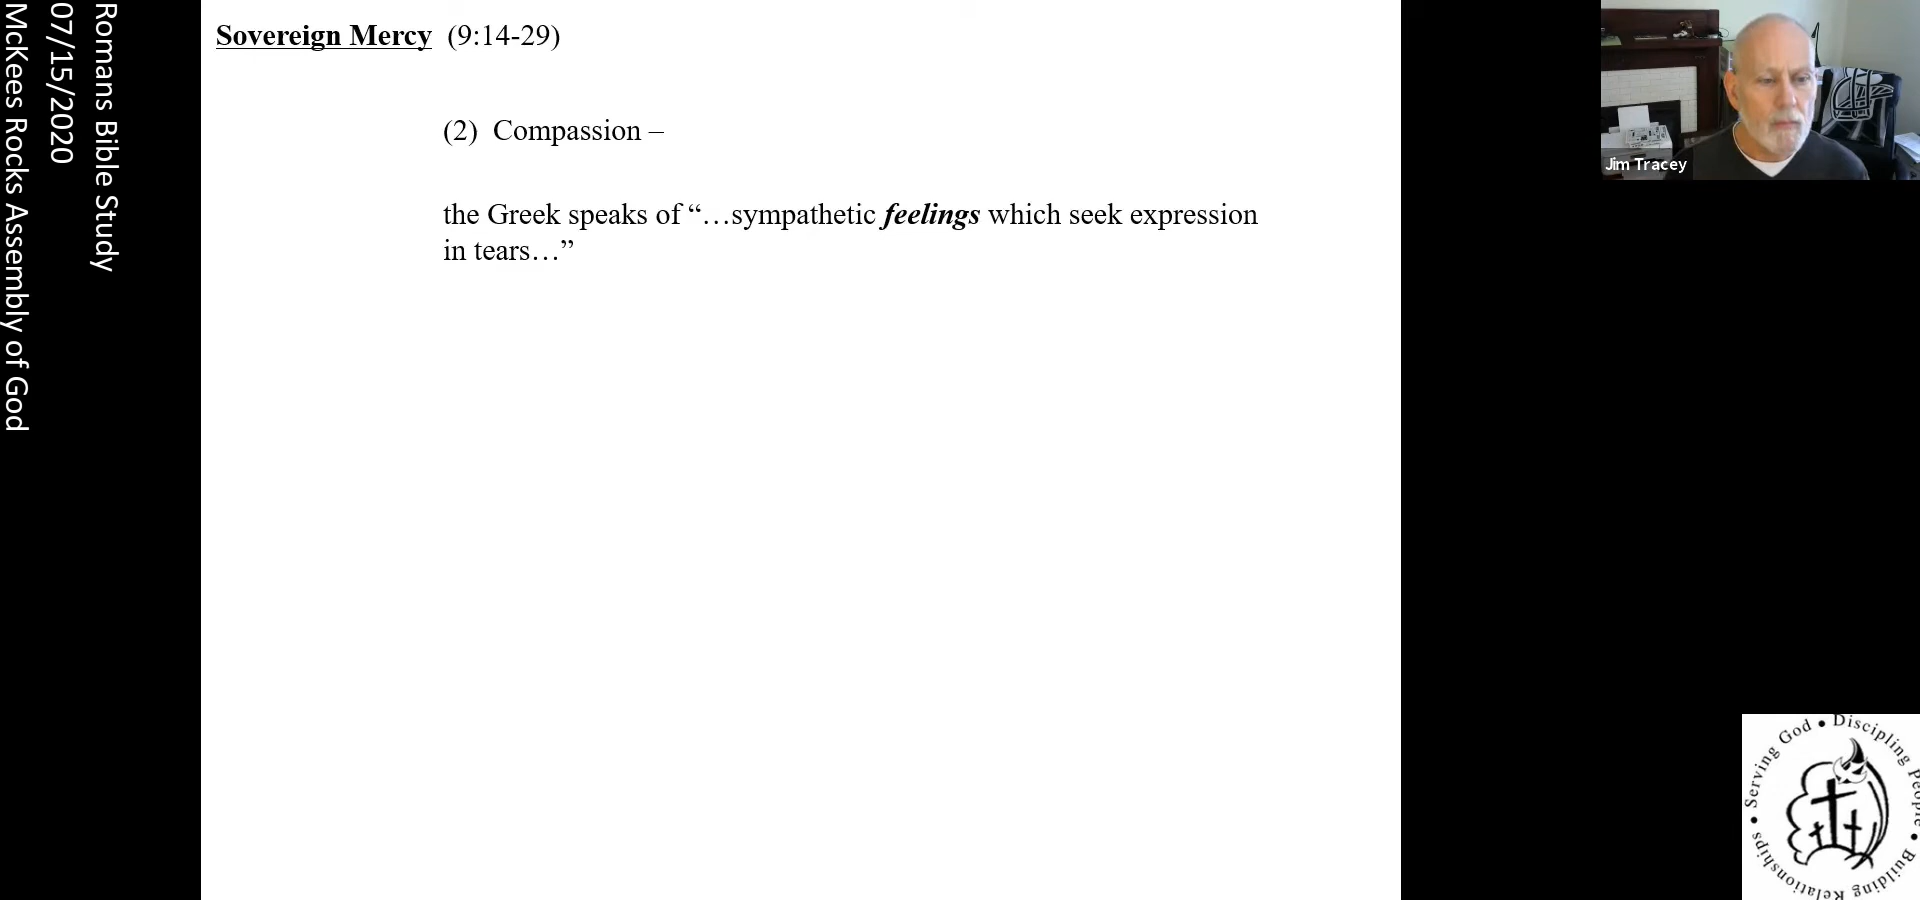 Sovereign Mercy (9:14-29)
(2) Compassion –
the Greek speaks of “…sympathetic feelings which seek expression
in tears…”
Romans Bible Study
07/15/2020
McKees Rocks Assembly of God
Jim Tracey
Serving God • Discipling People • Building Relationships •